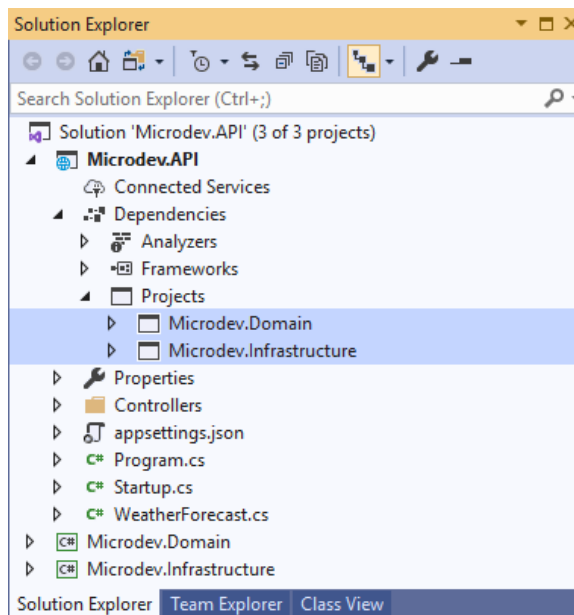 Solution Explorer
Search Solution Explorer (Ctrl+;)
Solution 'Microdev.API' (3 of 3 projects)
Microdev.API
Connected Services
Dependencies
Analyzers
Frameworks
Projects
Microdev.Domain
Microdev.Infrastructure
Properties
Controllers
appsettings.json
C# Program.cs
C# Startup.cs
C# WeatherForecast.cs
C# Microdev.Domain
C# Microdev.Infrastructure
Solution Explorer Team Explorer Class View